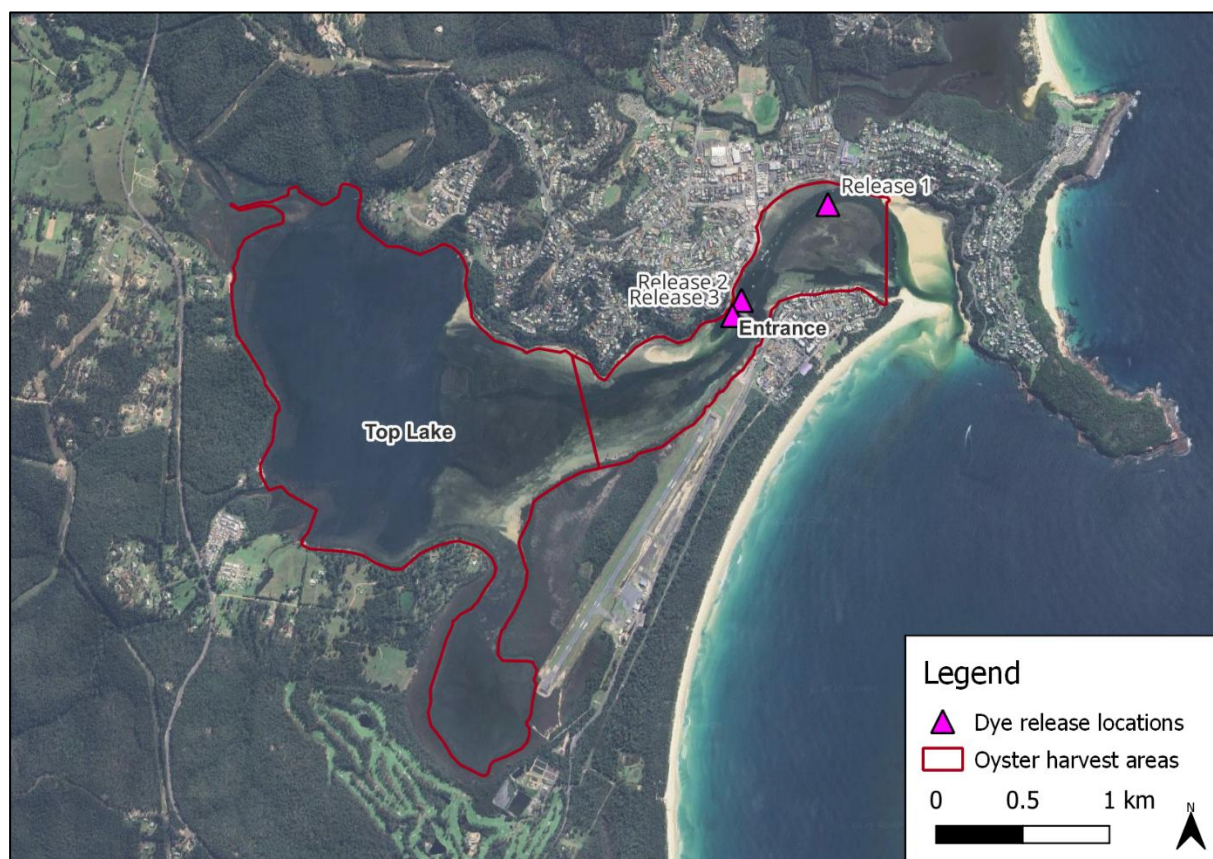 Release 1
Release 2
Release 3
Entrance
Top Lake
Legend
Dye release locations
Oyster harvest areas
0 0.5 1 km
N